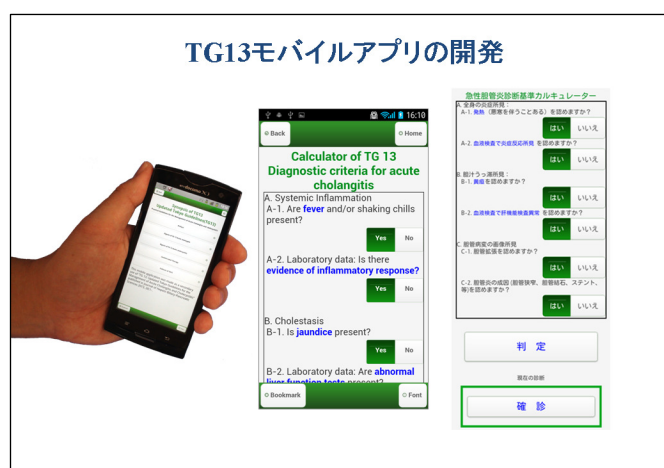 TG13モバイルアプリの開発
16:10
Back
Home
Calculator of TG 13
Diagnostic criteria for acute
cholangitis
A. Systemic Inflammation
A-1. Are fever and/or shaking chills
present?
Yes No
A-2. Laboratory data: Is there
evidence of inflammatory response?
Yes No
B. Cholestasis
B-1. Is jaundice present?
Yes No
B-2. Laboratory data: Are abnormal
liver function tests present?
Bookmark
Font
急性胆管炎診断基準カルキュレーター
A. 全身の炎症所見：
A-1. 発熱（悪寒を伴うことある）を認めますか？
はい いいえ
A-2. 血液検査で炎症反応所見 を認めますか？
はい いいえ
B. 胆汁うっ滞所見：
B-1. 黄疸を認めますか？
はい いいえ
B-2. 血液検査で肝機能検査異常 を認めますか？
はい いいえ
C. 胆管病変の画像所見
C-1. 胆管拡張を認めますか？
はい いいえ
C-2. 胆管炎の成因（胆管狭窄，胆管結石，ステント，
等)を認めますか？
はい いいえ
判 定
現在の診断
確 診